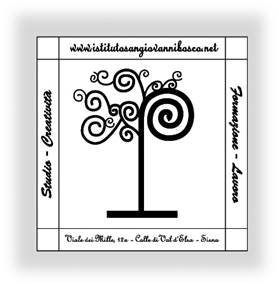 www.istitutosangiovannibosco.net
Studio - Creatività
Formazione - Lavoro
Viale dei Mille, 12a - Colle di Val d'Elsa - Siena